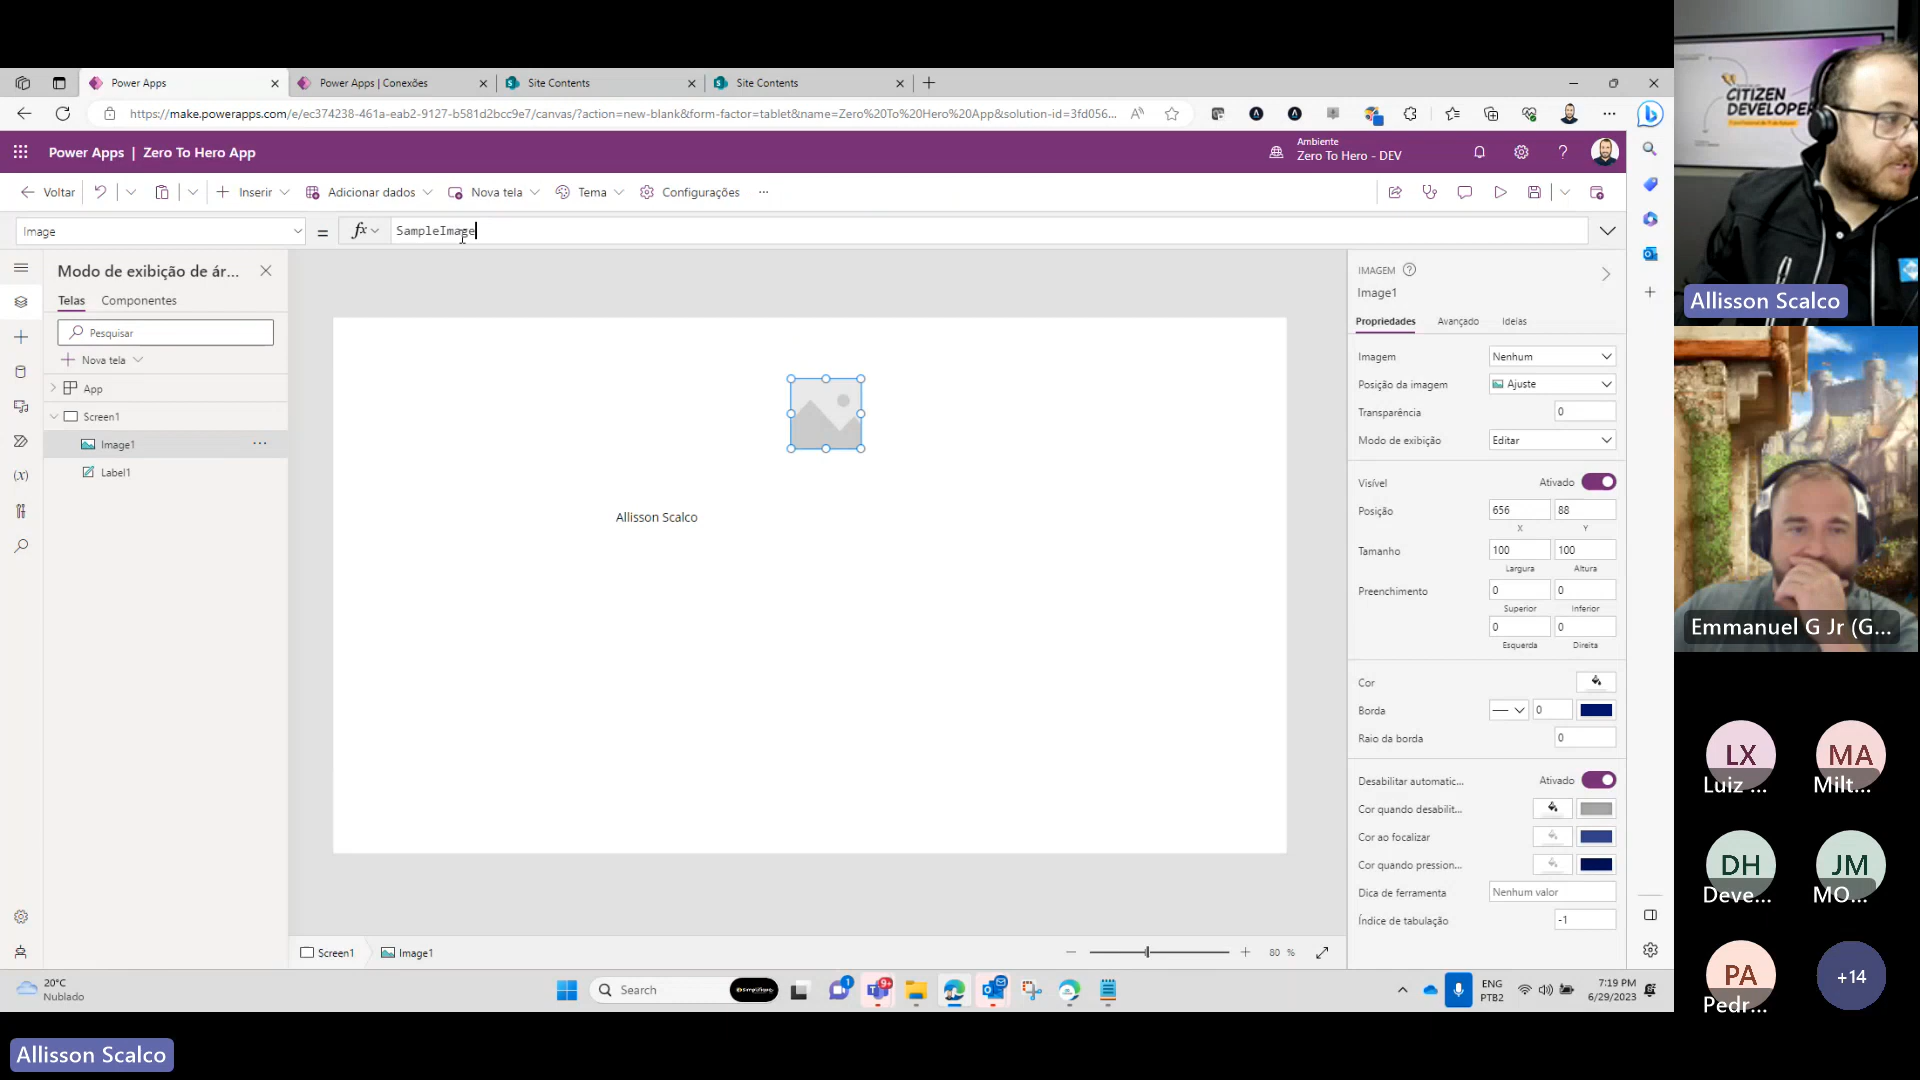 Power Apps
Power Apps | Conexões
Site Contents
Site Contents
https://make.powerapps.com/e/ec374238-461a-eab2-9127-b581d2bcc9e7/canvas/?action=new-blank&form-factor=tablet&name=Zero%20To%20Hero%20App&solution-id=3fd056...
Power Apps | Zero To Hero App
Ambiente
Zero To Hero - DEV
Voltar
Inserir
Adicionar dados
Nova tela
Tema
Configurações
Image
=
fx
SampleImage
Modo de exibição de ár...
Telas
Componentes
Pesquisar
Nova tela
App
Screen1
Image1
Label1
Allisson Scalco
IMAGEM
Image1
Propriedades
Avançado
Ideias
Imagem
Nenhum
Posição da imagem
Ajuste
Transparência
0
Modo de exibição
Editar
Visível
Ativado
Posição
656
88
X
Y
Tamanho
100
100
Largura
Altura
Preenchimento
0
0
Superior
Inferior
0
0
Esquerda
Direita
Cor
Borda
0
Raio da borda
0
Desabilitar automatic...
Ativado
Cor quando desabilit...
Cor ao focalizar
Cor quando pression...
Dica de ferramenta
Nenhum valor
Índice de tabulação
-1
Screen1
Image1
80 %
20°C
Nublado
Search
1
9+
ENG
PTB2
7:19 PM
6/29/2023
CITIZEN
DEVELOPER
Allisson Scalco
Emmanuel G Jr (G...
LX
Luiz ...
MA
Milt...
DH
Deve...
JM
MO...
PA
Pedr...
+14
Allisson Scalco